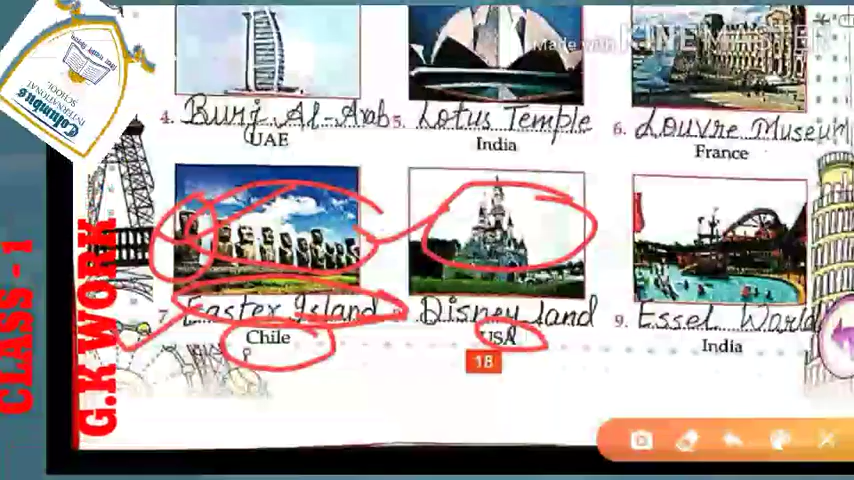 Columbus
INTERNATIONAL
SCHOOL
Made with KINEMASTER
4. Burj Al-Arab
UAE
5. Lotus Temple
India
6. Louvre Museum
France
7. Easter Island
Chile
Disney land
USA
9. Essel World
India
18
CLASS - 1
G.K WORK